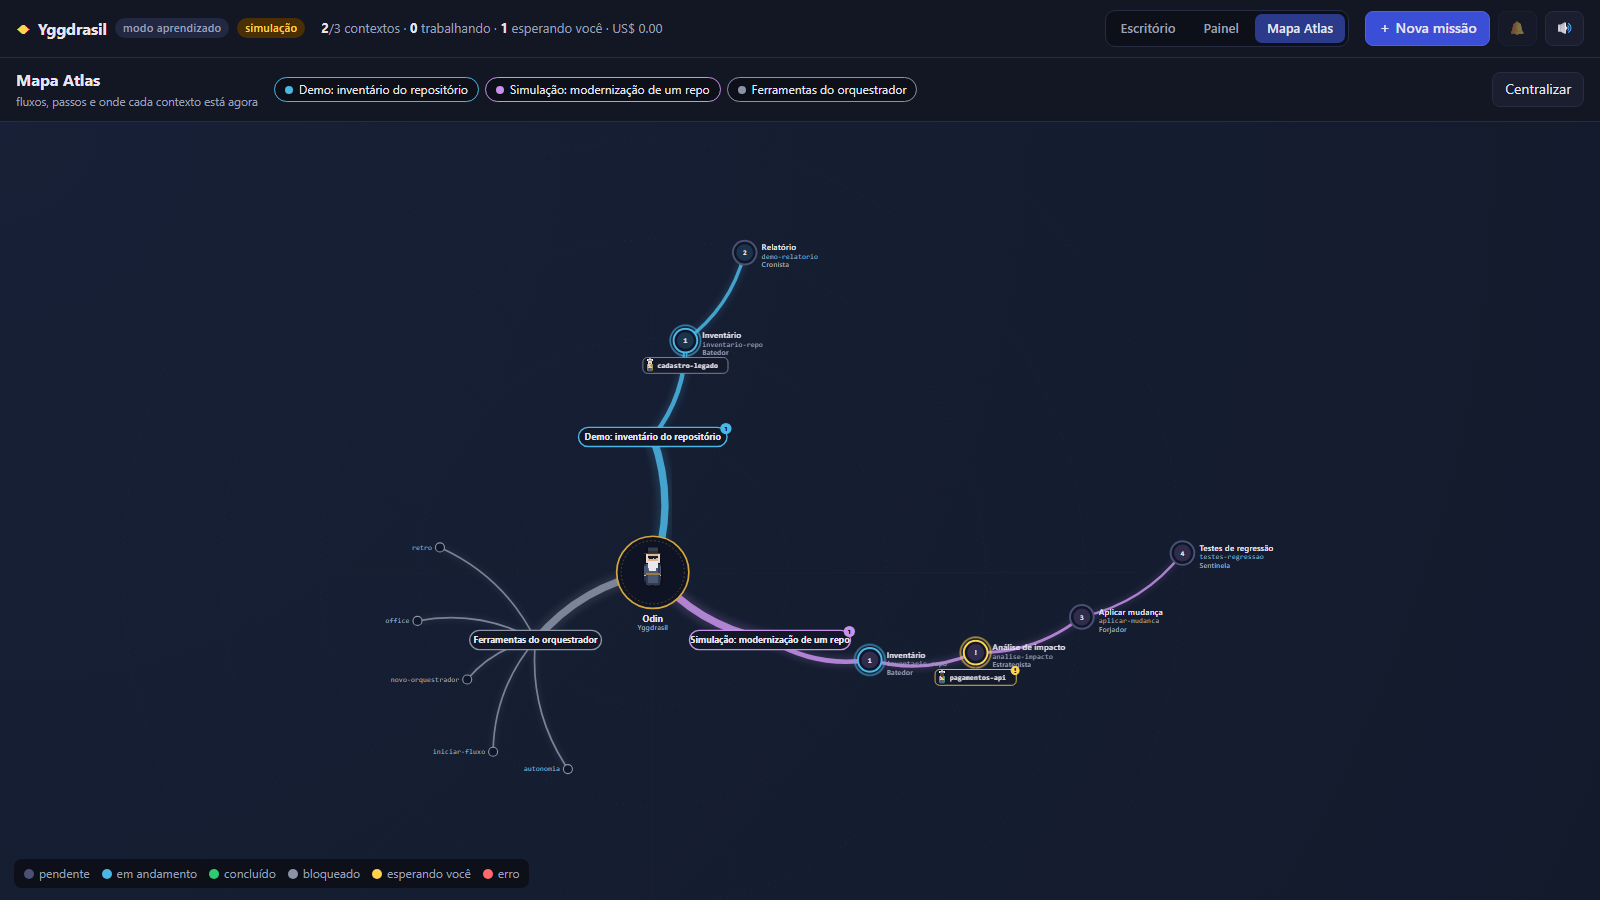 Yggdrasil modo aprendizado simulação 2/3 contextos · 0 trabalhando · 1 esperando você · US$ 0.00 Escritório Painel Mapa Atlas + Nova missão
Mapa Atlas
fluxos, passos e onde cada contexto está agora
Demo: inventário do repositório Simulação: modernização de um repo Ferramentas do orquestrador Centralizar
2 Relatório
demo-relatorio
Cronista
1 Inventário
inventario-repo
Batedor
cadastro-legado
Demo: inventário do repositório 1
Odin
Yggdrasil
retro
office
Ferramentas do orquestrador
novo-orquestrador
iniciar-fluxo
autonomia
Simulação: modernização de um repo 1
1 Inventário
inventario-repo
Batedor
! Análise de impacto
analise-impacto
Estrategista
pagamentos-api !
3 Aplicar mudança
aplicar-mudanca
Forjador
4 Testes de regressão
testes-regressao
Sentinela
pendente em andamento concluído bloqueado esperando você erro